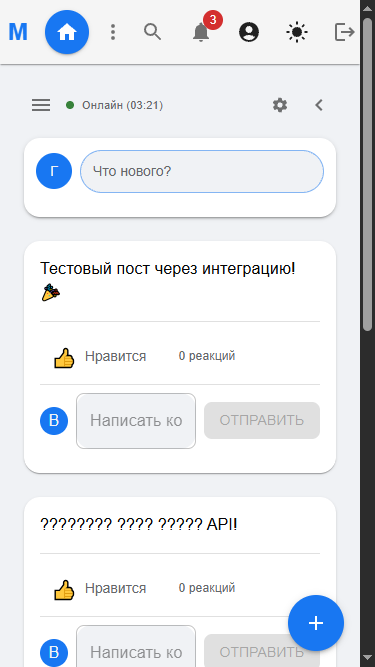 M
3
Онлайн (03:21)
Г
Что нового?
Тестовый пост через интеграцию!
Нравится
0 реакций
В
Написать ко
ОТПРАВИТЬ
???????? ???? ????? API!
Нравится
0 реакций
В
Написать ко
ОТПРАВИТЬ